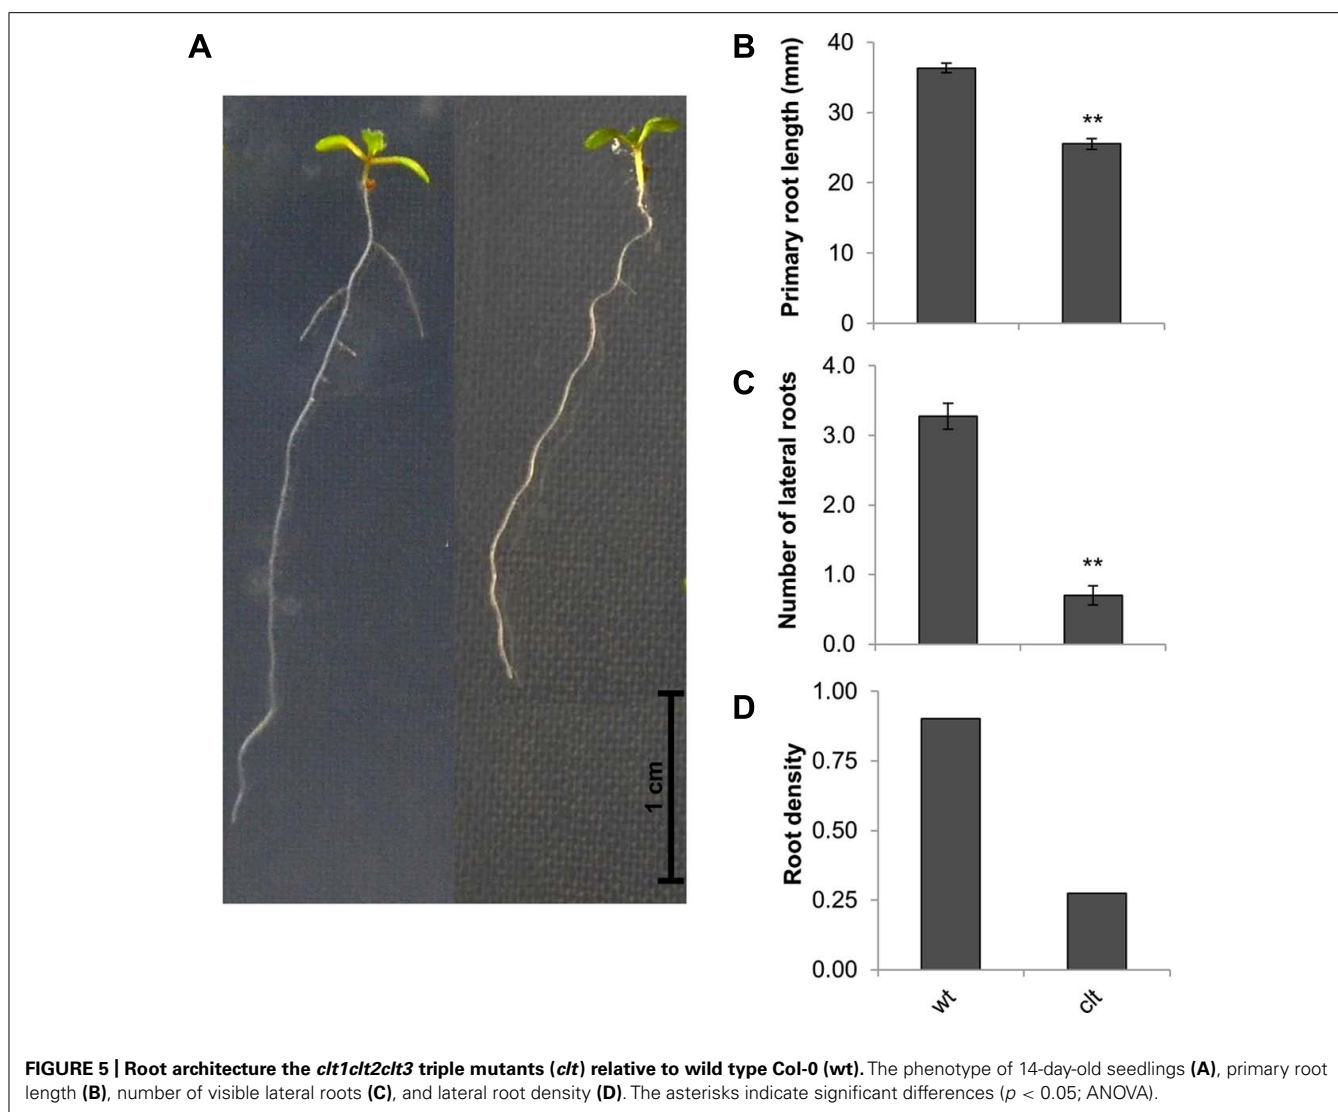 A
1 cm
B
Primary root length (mm)
40
30
20
10
0
**
C
Number of lateral roots
4.0
3.0
2.0
1.0
0.0
**
D
Root density
1.00
0.75
0.50
0.25
0.00
wt
clt
FIGURE 5 | Root architecture the clt1clt2clt3 triple mutants (clt) relative to wild type Col-0 (wt). The phenotype of 14-day-old seedlings (A), primary root
length (B), number of visible lateral roots (C), and lateral root density (D). The asterisks indicate significant differences (p < 0.05; ANOVA).